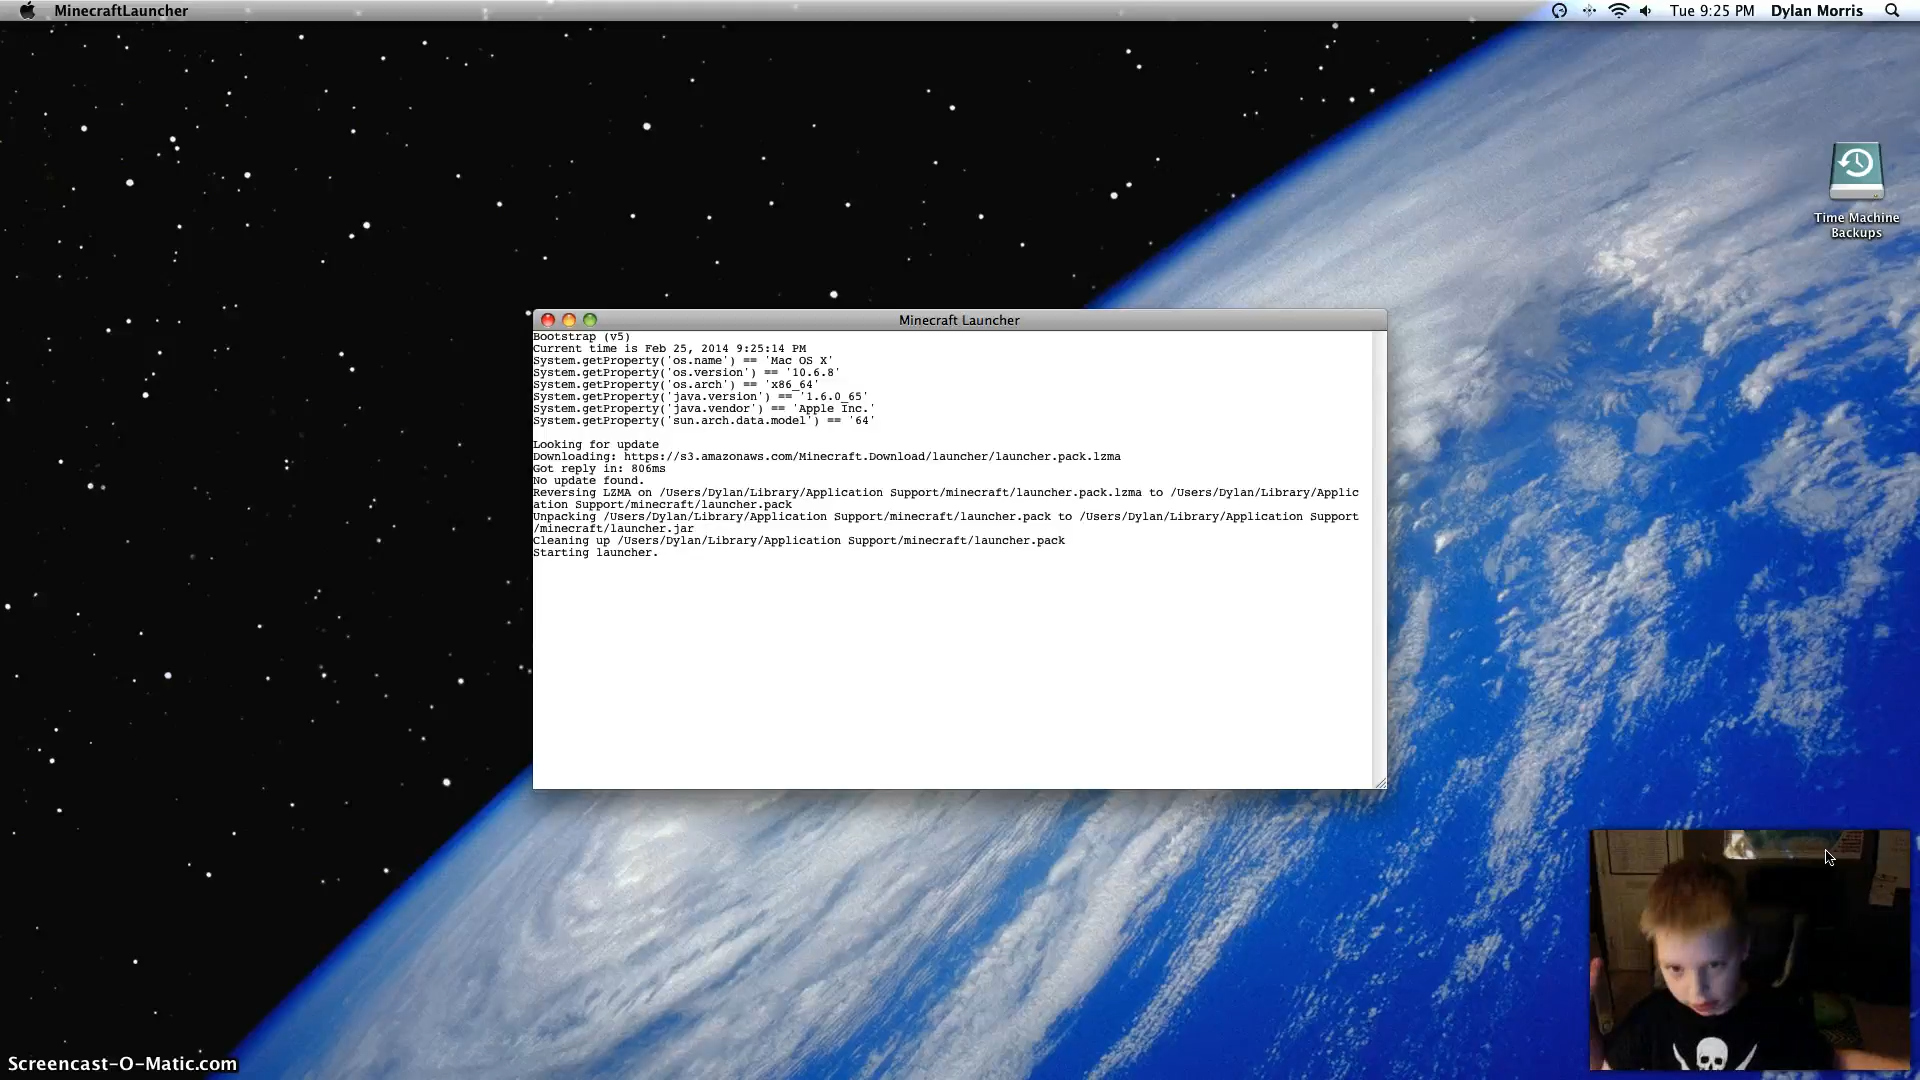 MinecraftLauncher
Tue 9:25 PM Dylan Morris
Time Machine
Backups
Minecraft Launcher
Bootstrap (v5)
Current time is Feb 25, 2014 9:25:14 PM
System.getProperty('os.name') == 'Mac OS X'
System.getProperty('os.version') == '10.6.8'
System.getProperty('os.arch') == 'x86_64'
System.getProperty('java.version') == '1.6.0_65'
System.getProperty('java.vendor') == 'Apple Inc.'
System.getProperty('sun.arch.data.model') == '64'
Looking for update
Downloading: https://s3.amazonaws.com/Minecraft.Download/launcher/launcher.pack.lzma
Got reply in: 806ms
No update found.
Reversing LZMA on /Users/Dylan/Library/Application Support/minecraft/launcher.pack.lzma to /Users/Dylan/Library/Applic
ation Support/minecraft/launcher.pack
Unpacking /Users/Dylan/Library/Application Support/minecraft/launcher.pack to /Users/Dylan/Library/Application Support
/minecraft/launcher.jar
Cleaning up /Users/Dylan/Library/Application Support/minecraft/launcher.pack
Starting launcher.
Screencast-O-Matic.com